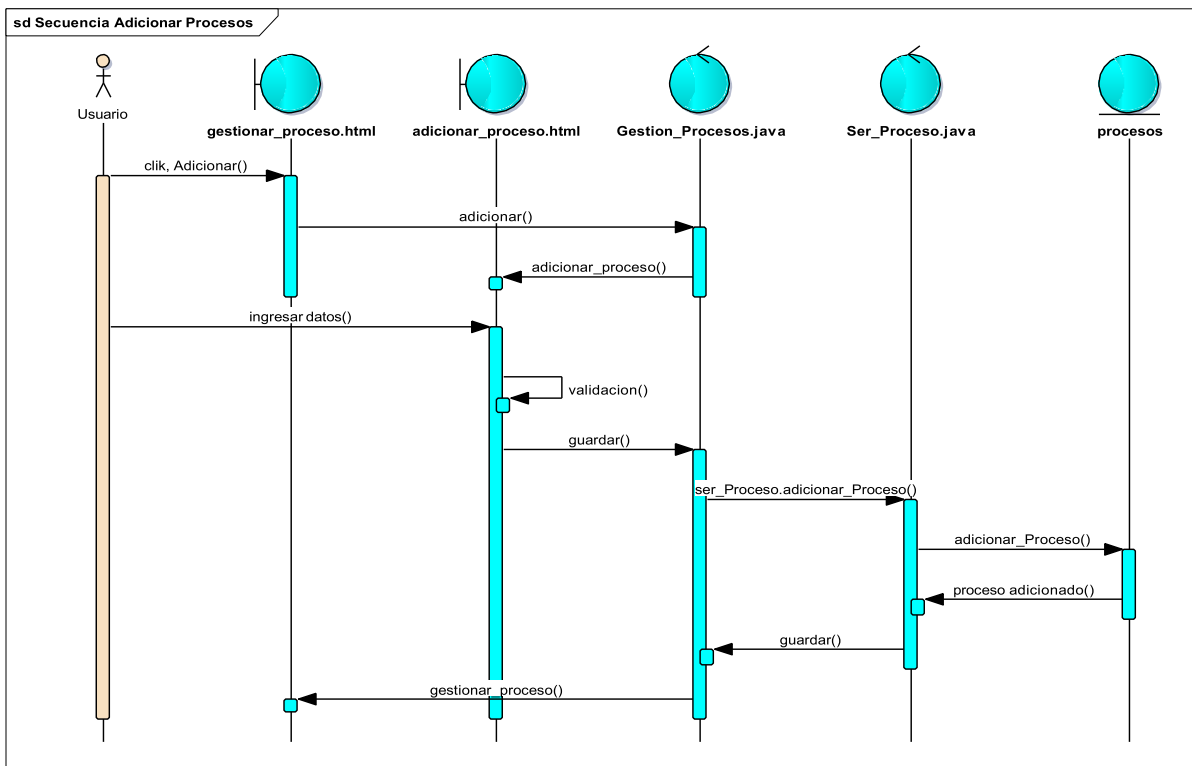 sd Secuencia Adicionar Procesos
Usuario
gestionar_proceso.html
adicionar_proceso.html
Gestion_Procesos.java
Ser_Proceso.java
procesos
clik, Adicionar()
adicionar()
adicionar_proceso()
ingresar datos()
validacion()
guardar()
ser_Proceso.adicionar_Proceso()
adicionar_Proceso()
proceso adicionado()
guardar()
gestionar_proceso()